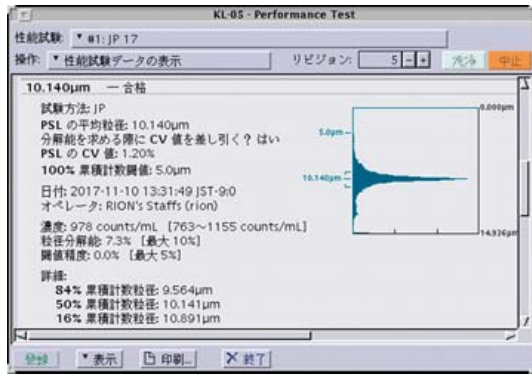 KL-05 - Performance Test
性能試験: #1: JP 17
操作: 性能試験データの表示 リビジョン: 5 - + 洗浄 中止
10.140μm — 合格
試験方法: JP
PSL の平均粒径: 10.140μm
分解能を求める際に CV 値を差し引く? はい
PSL の CV 値: 1.20%
100% 累積計数閾値: 5.0μm
日付: 2017-11-10 13:31:49 JST-9:0
オペレータ: RION's Staffs (rion)
濃度: 978 counts/mL [763～1155 counts/mL]
粒径分解能: 7.3% [最大 10%]
閾値精度: 0.0% [最大 5%]
詳細:
84% 累積計数粒径: 9.564μm
50% 累積計数粒径: 10.141μm
16% 累積計数粒径: 10.891μm
0.000μm
5.0μm
10.140μm
14.936μm
登録 表示 印刷... 終了